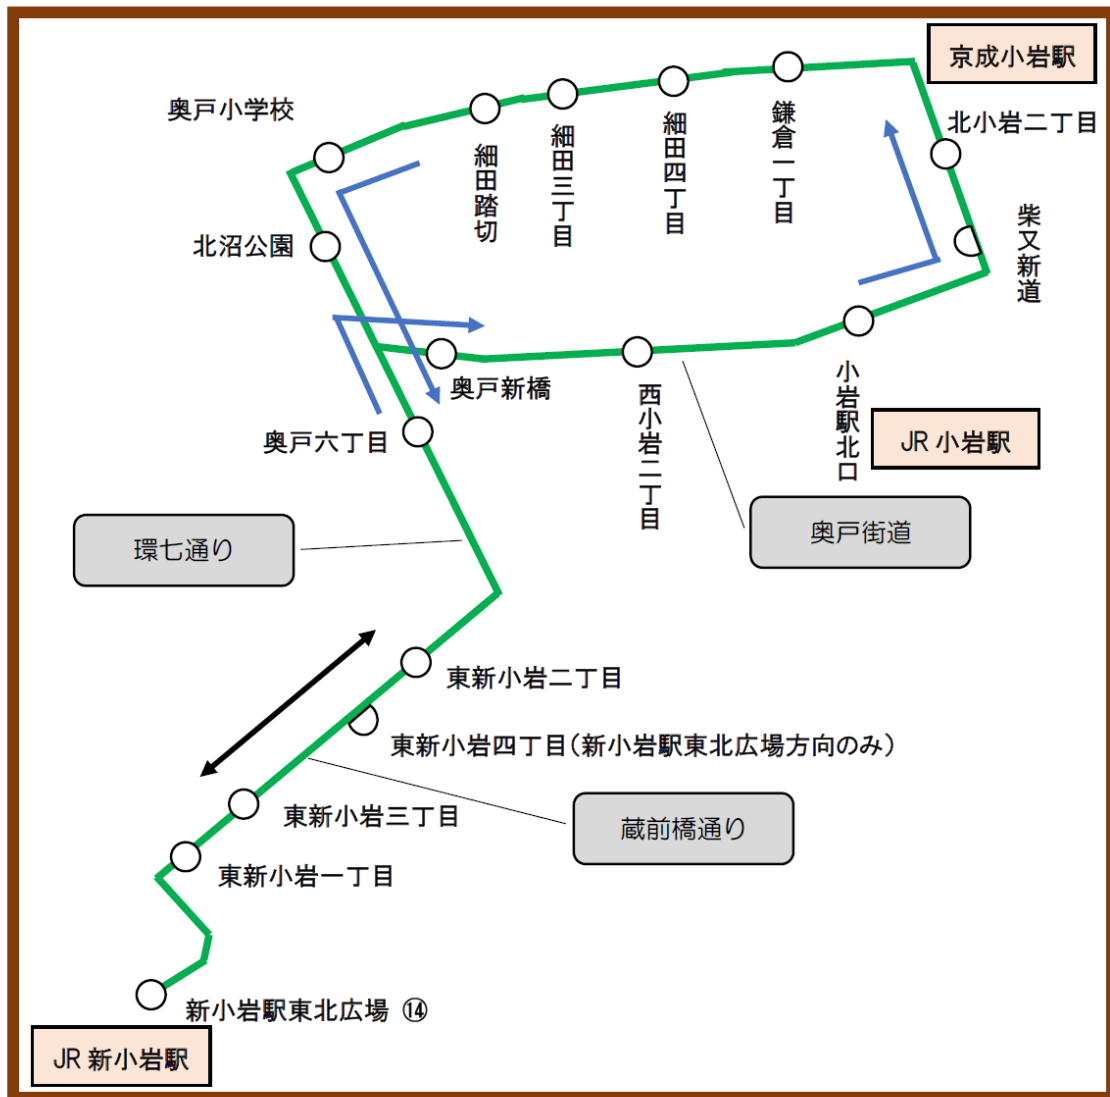 京成小岩駅
奥戸小学校
細田踏切
細田三丁目
細田四丁目
鎌倉一丁目
北小岩二丁目
柴又新道
北沼公園
奥戸新橋
西小岩二丁目
小岩駅北口
JR 小岩駅
奥戸六丁目
環七通り
奥戸街道
東新小岩二丁目
東新小岩四丁目（新小岩駅東北広場方向のみ）
東新小岩三丁目
蔵前橋通り
東新小岩一丁目
新小岩駅東北広場 ⑭
JR 新小岩駅